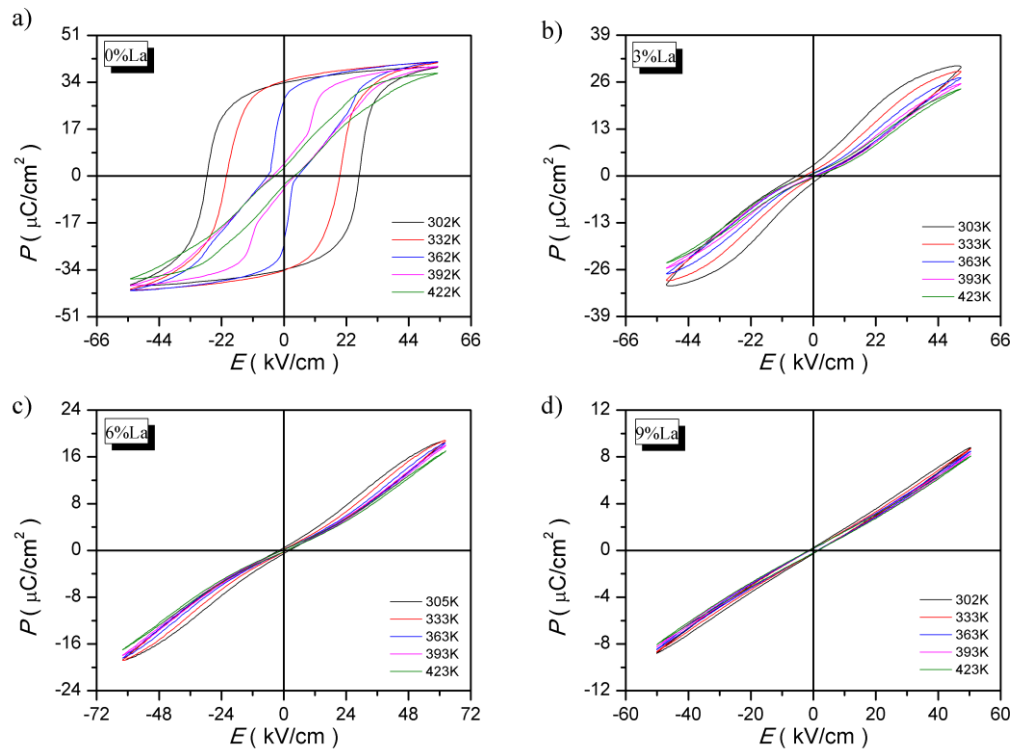 a)
0%La
51
34
17
0
-17
-34
-51
-66 -44 -22 0 22 44 66
P ( μC/cm² )
E ( kV/cm )
302K
332K
362K
392K
422K
b)
3%La
39
26
13
0
-13
-26
-39
-66 -44 -22 0 22 44 66
P ( μC/cm² )
E ( kV/cm )
303K
333K
363K
393K
423K
c)
6%La
24
16
8
0
-8
-16
-24
-72 -48 -24 0 24 48 72
P ( μC/cm² )
E ( kV/cm )
305K
333K
363K
393K
423K
d)
9%La
12
8
4
0
-4
-8
-12
-60 -40 -20 0 20 40 60
P ( μC/cm² )
E ( kV/cm )
302K
333K
363K
393K
423K